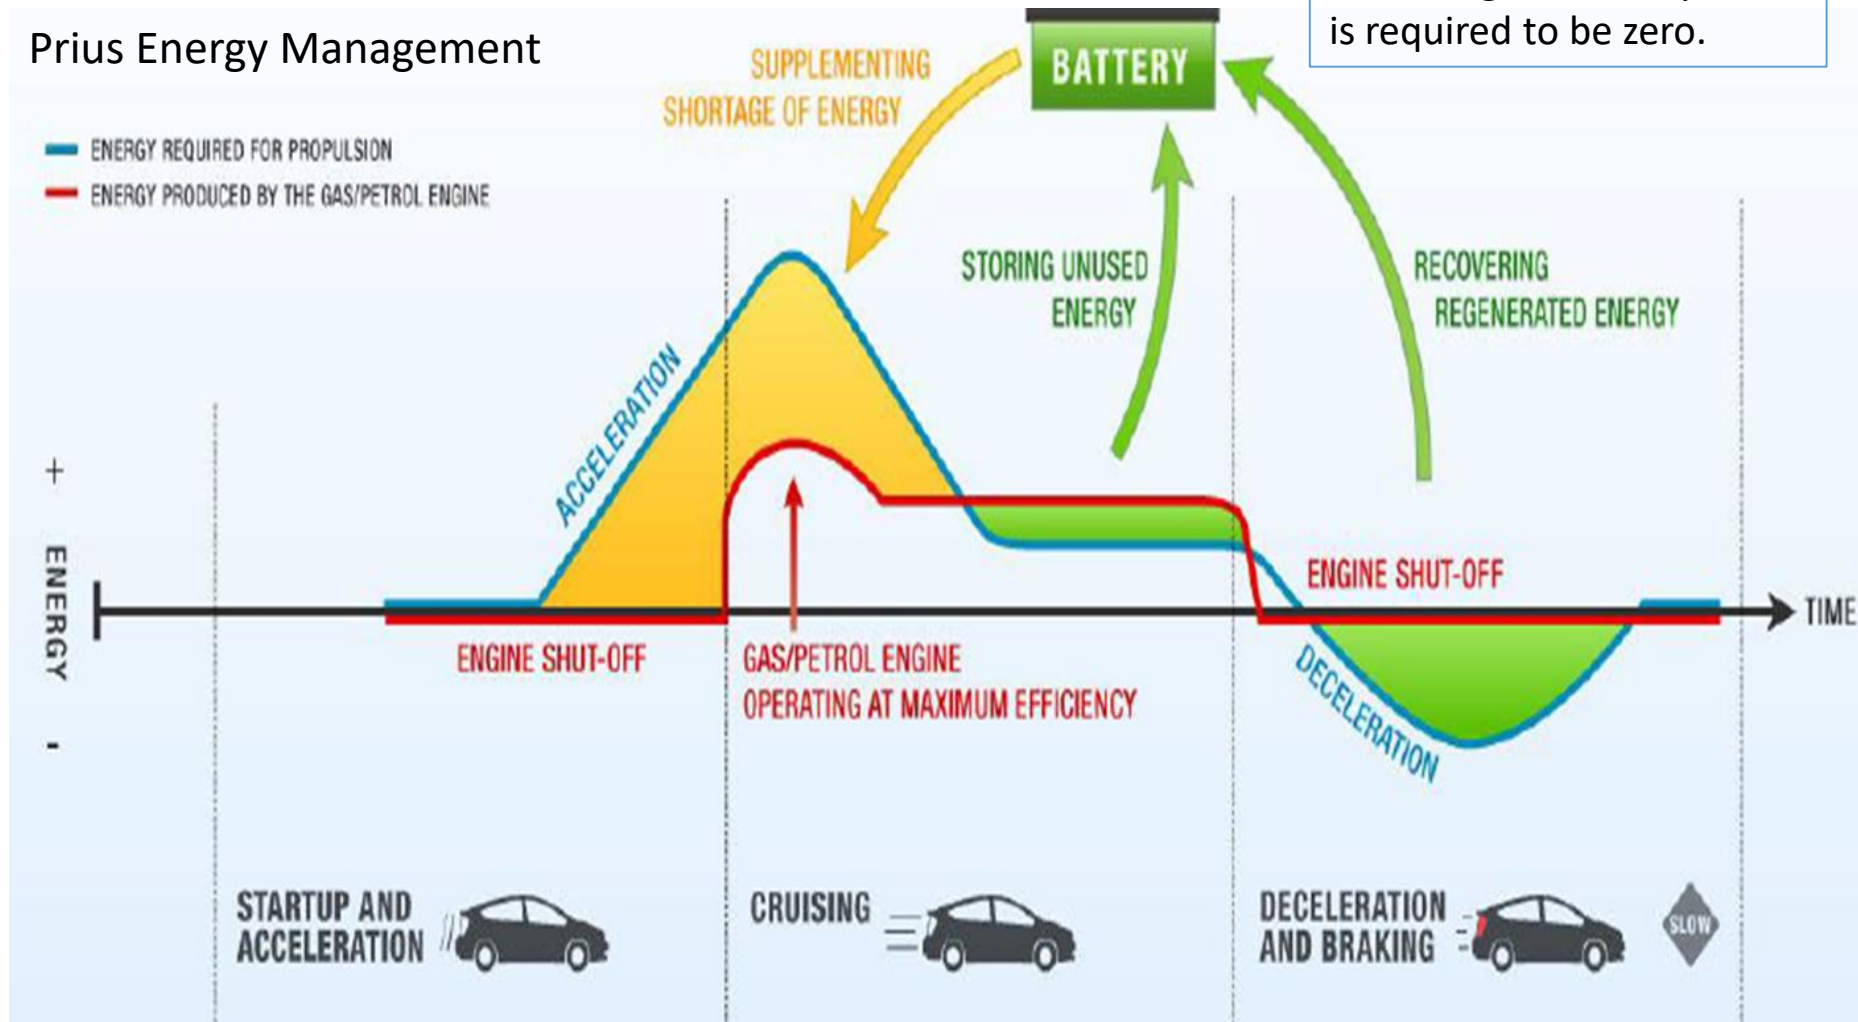 Prius Energy Management
is required to be zero.
ENERGY REQUIRED FOR PROPULSION
ENERGY PRODUCED BY THE GAS/PETROL ENGINE
SUPPLEMENTING
SHORTAGE OF ENERGY
BATTERY
STORING UNUSED
ENERGY
RECOVERING
REGENERATED ENERGY
ACCELERATION
+
ENERGY
-
ENGINE SHUT-OFF
GAS/PETROL ENGINE
OPERATING AT MAXIMUM EFFICIENCY
ENGINE SHUT-OFF
TIME
DECELERATION
STARTUP AND
ACCELERATION
CRUISING
DECELERATION
AND BRAKING
SLOW